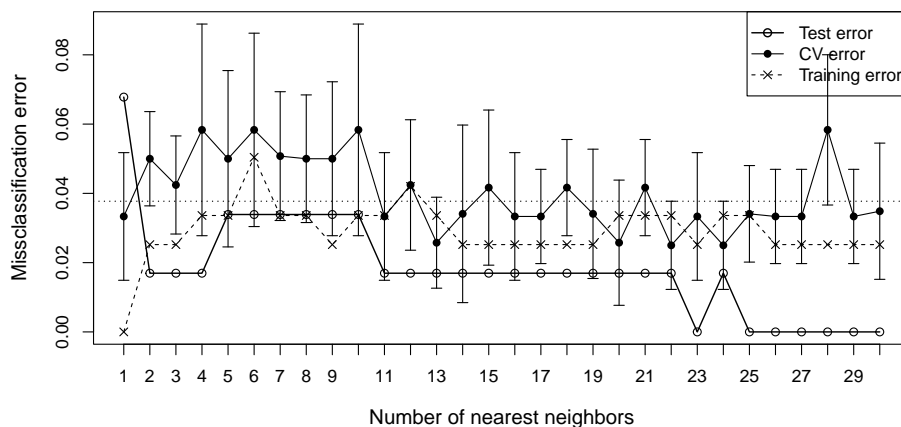 Test error
CV error
Training error
Missclassification error
0.00
0.02
0.04
0.06
0.08
1 2 3 4 5 6 7 8 9 11 13 15 17 19 21 23 25 27 29
Number of nearest neighbors